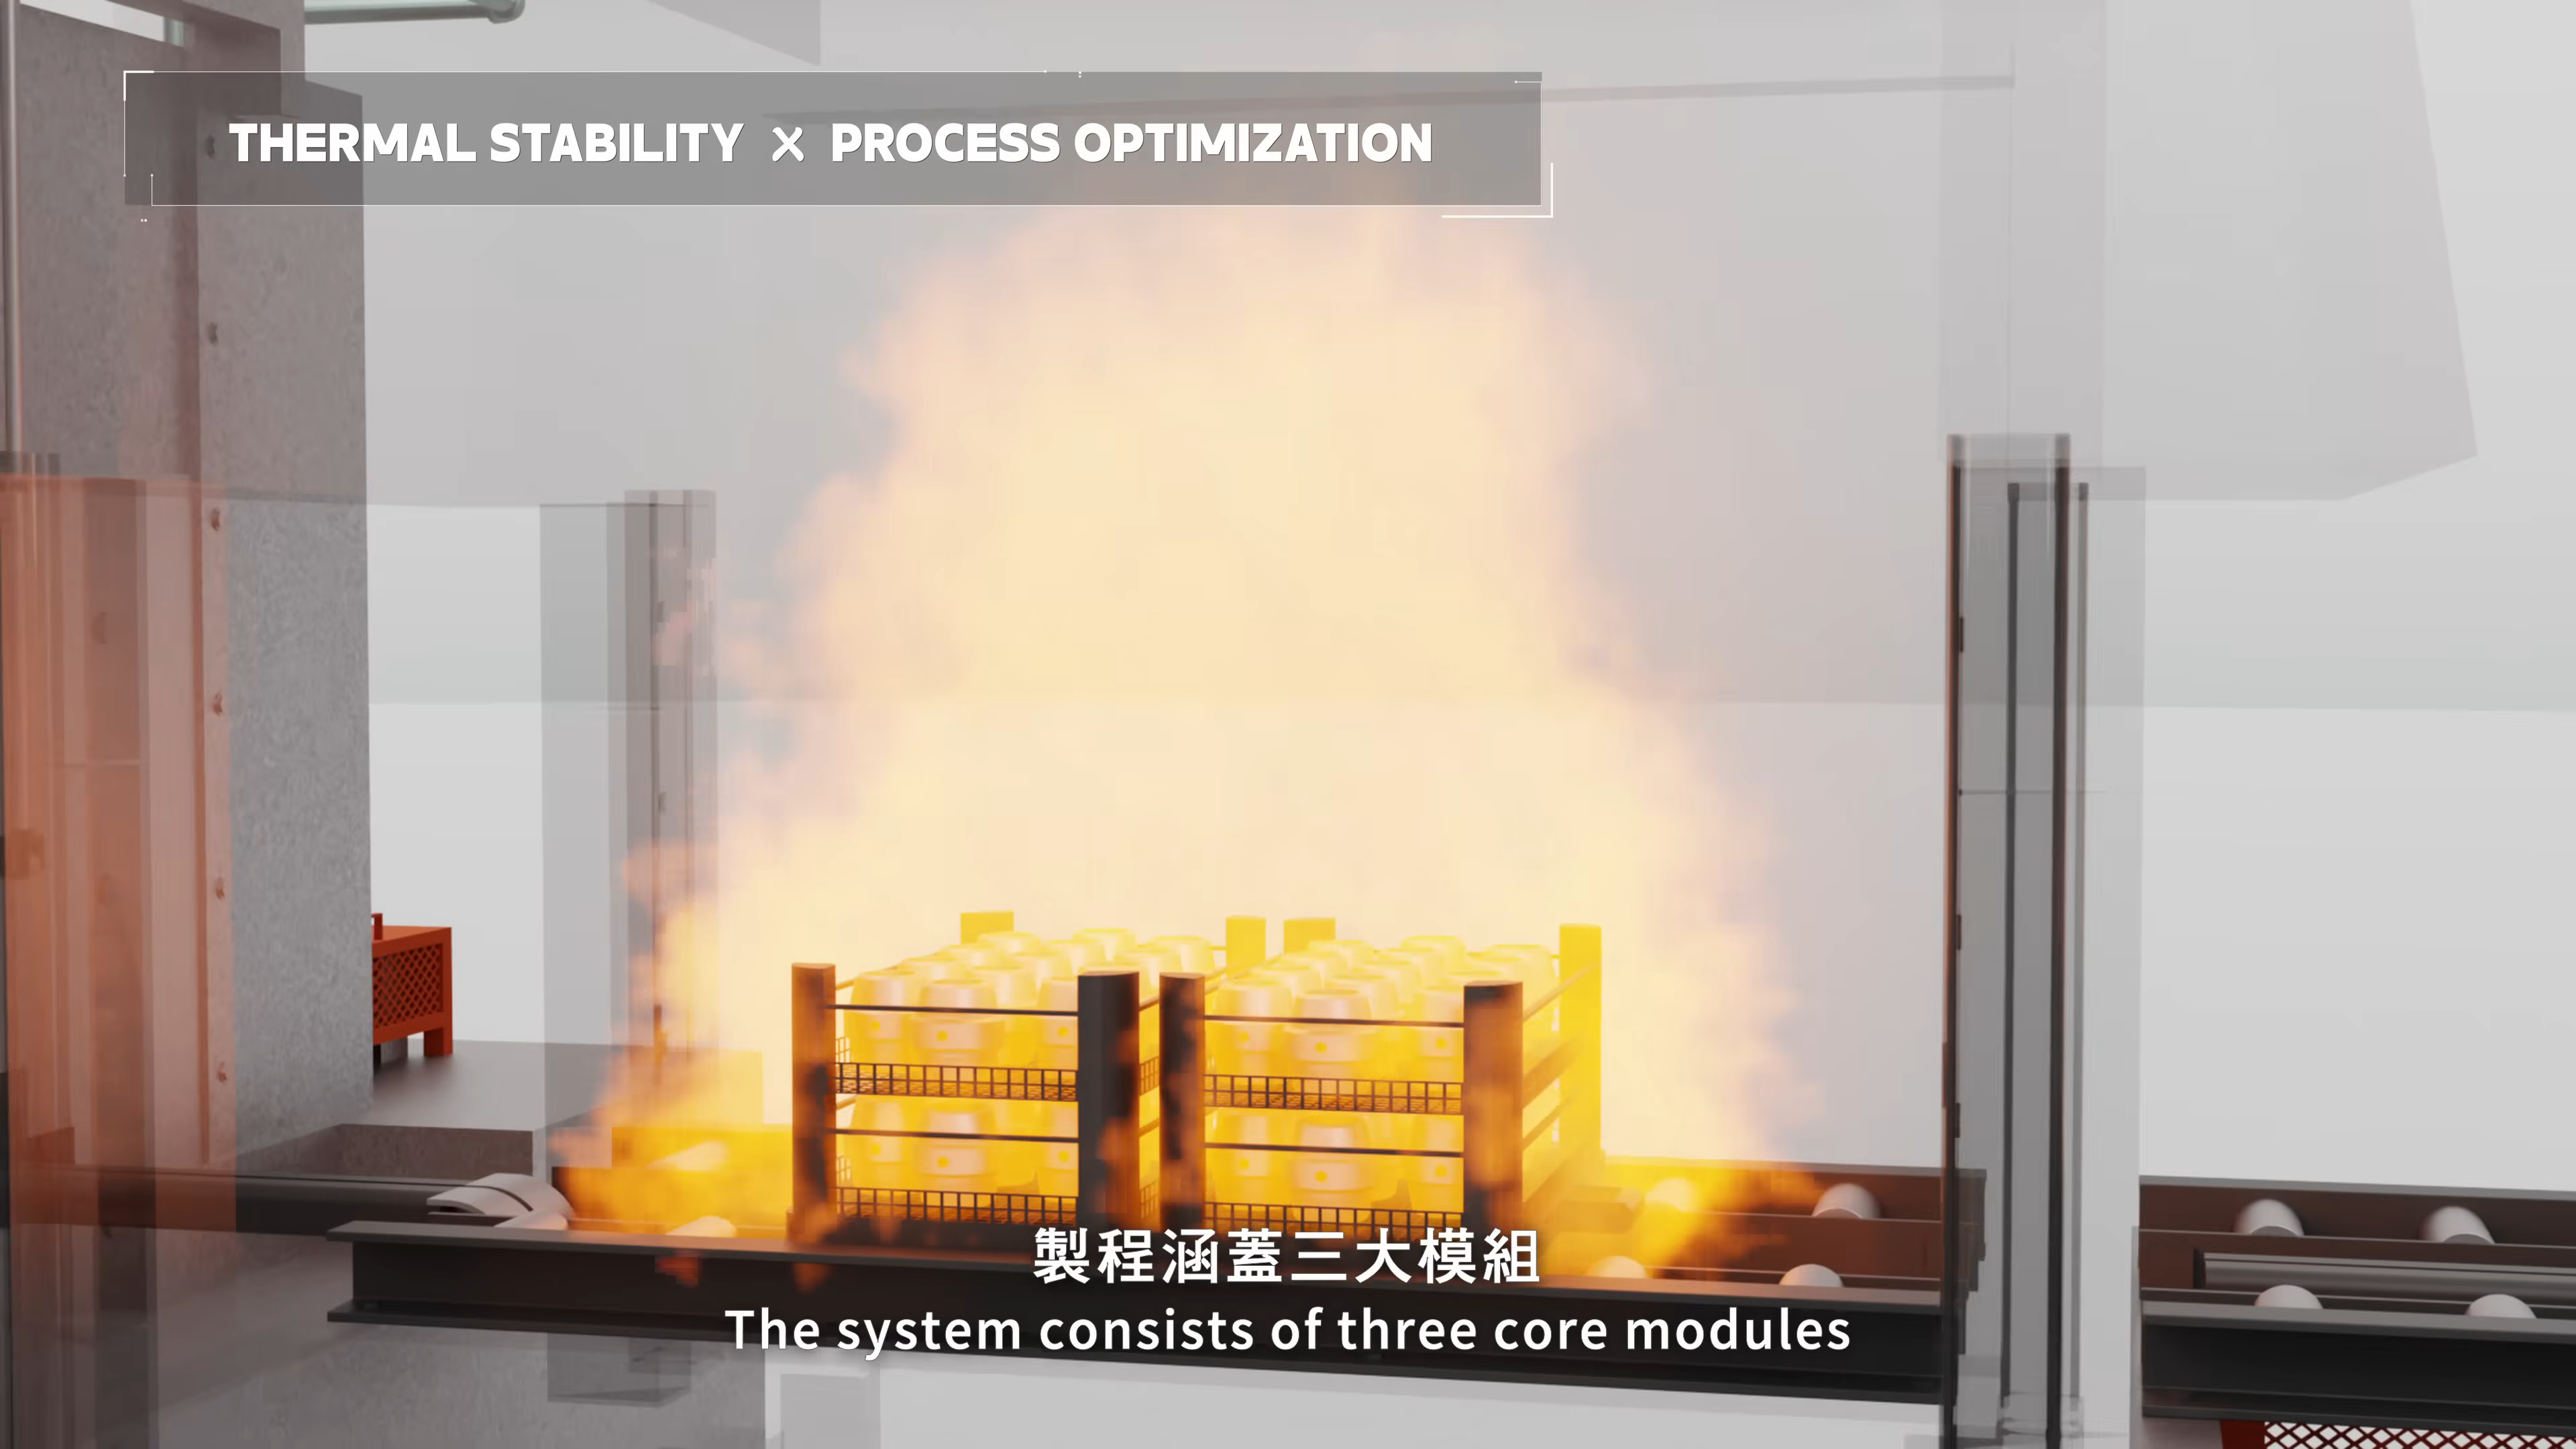 THERMAL STABILITY × PROCESS OPTIMIZATION
製程涵蓋三大模組
The system consists of three core modules